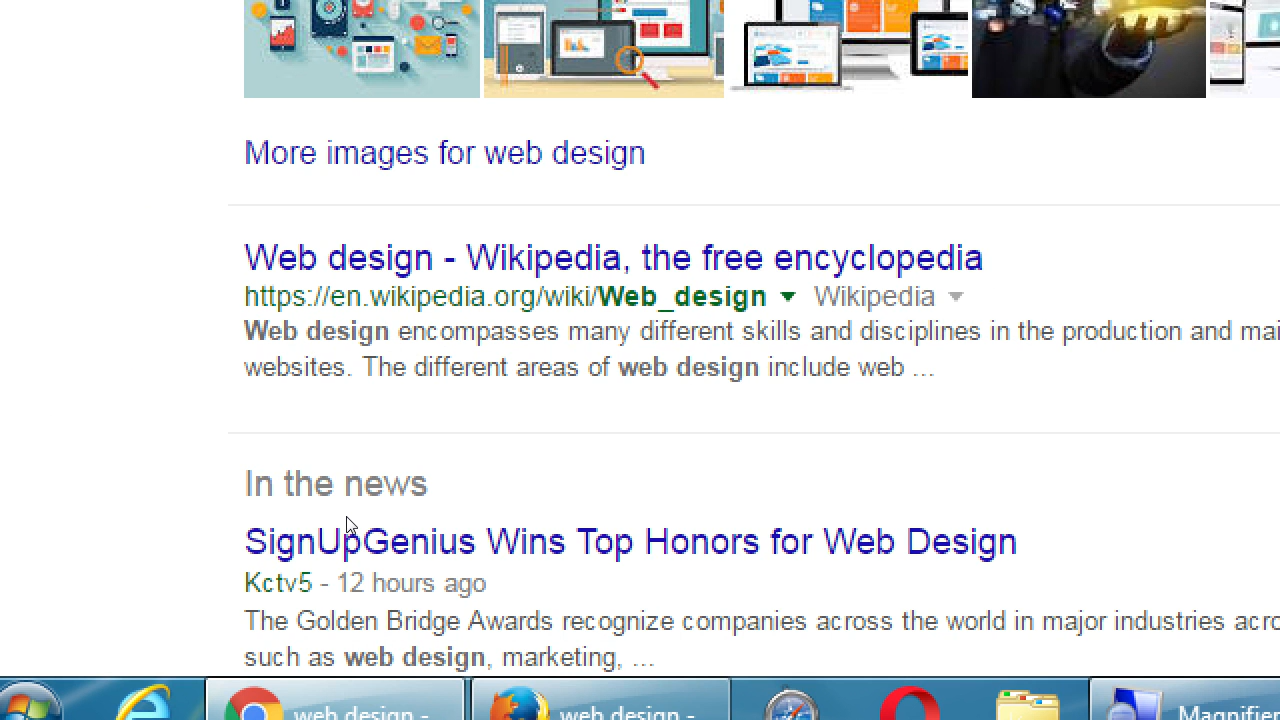 More images for web design
Web design - Wikipedia, the free encyclopedia
https://en.wikipedia.org/wiki/Web_design Wikipedia
Web design encompasses many different skills and disciplines in the production and mai
websites. The different areas of web design include web ...
In the news
SignUpGenius Wins Top Honors for Web Design
Kctv5 - 12 hours ago
The Golden Bridge Awards recognize companies across the world in major industries acro
such as web design, marketing, ...
web design - web design - Magnifier